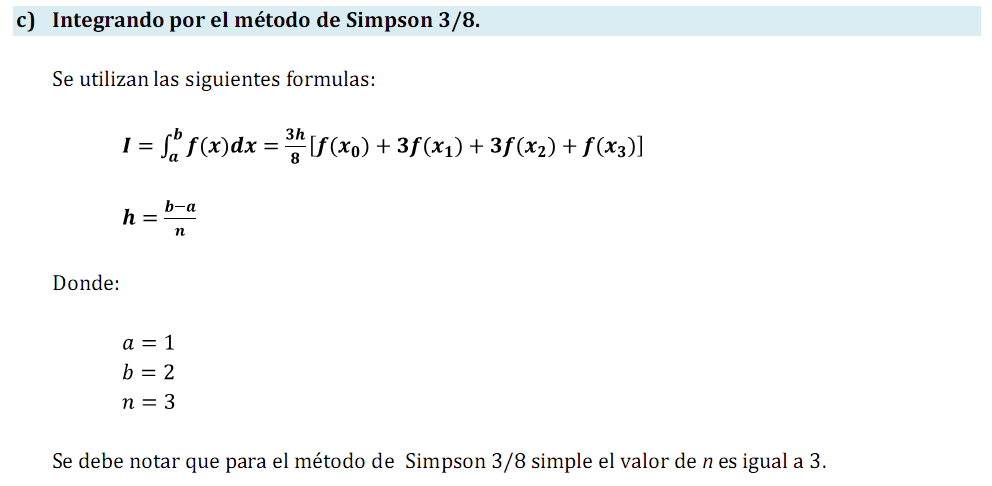 c) Integrando por el método de Simpson 3/8.
Se utilizan las siguientes formulas:
I = ∫ₐᵇ f(x)dx = 3h/8 [f(x₀) + 3f(x₁) + 3f(x₂) + f(x₃)]
h = b−a/n
Donde:
a = 1
b = 2
n = 3
Se debe notar que para el método de Simpson 3/8 simple el valor de n es igual a 3.